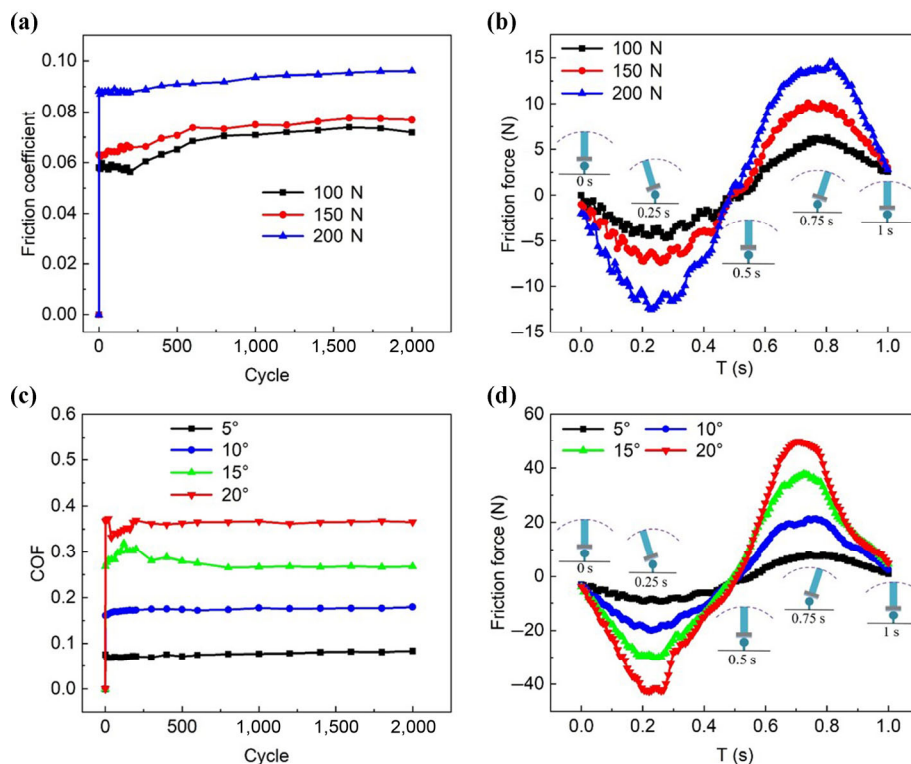 (a)
0.10
0.08
0.06
0.04
0.02
0.00
Friction coefficient
100 N
150 N
200 N
0
500
1,000
1,500
2,000
Cycle
(b)
15
10
5
0
−5
−10
−15
Friction force (N)
100 N
150 N
200 N
0 s
0.25 s
0.5 s
0.75 s
1 s
0.0
0.2
0.4
0.6
0.8
1.0
T (s)
(c)
0.6
0.5
0.4
0.3
0.2
0.1
0.0
COF
5°
10°
15°
20°
0
500
1,000
1,500
2,000
Cycle
(d)
60
40
20
0
−20
−40
Friction force (N)
5° 10°
15° 20°
0 s
0.25 s
0.5 s
0.75 s
1 s
0.0
0.2
0.4
0.6
0.8
1.0
T (s)